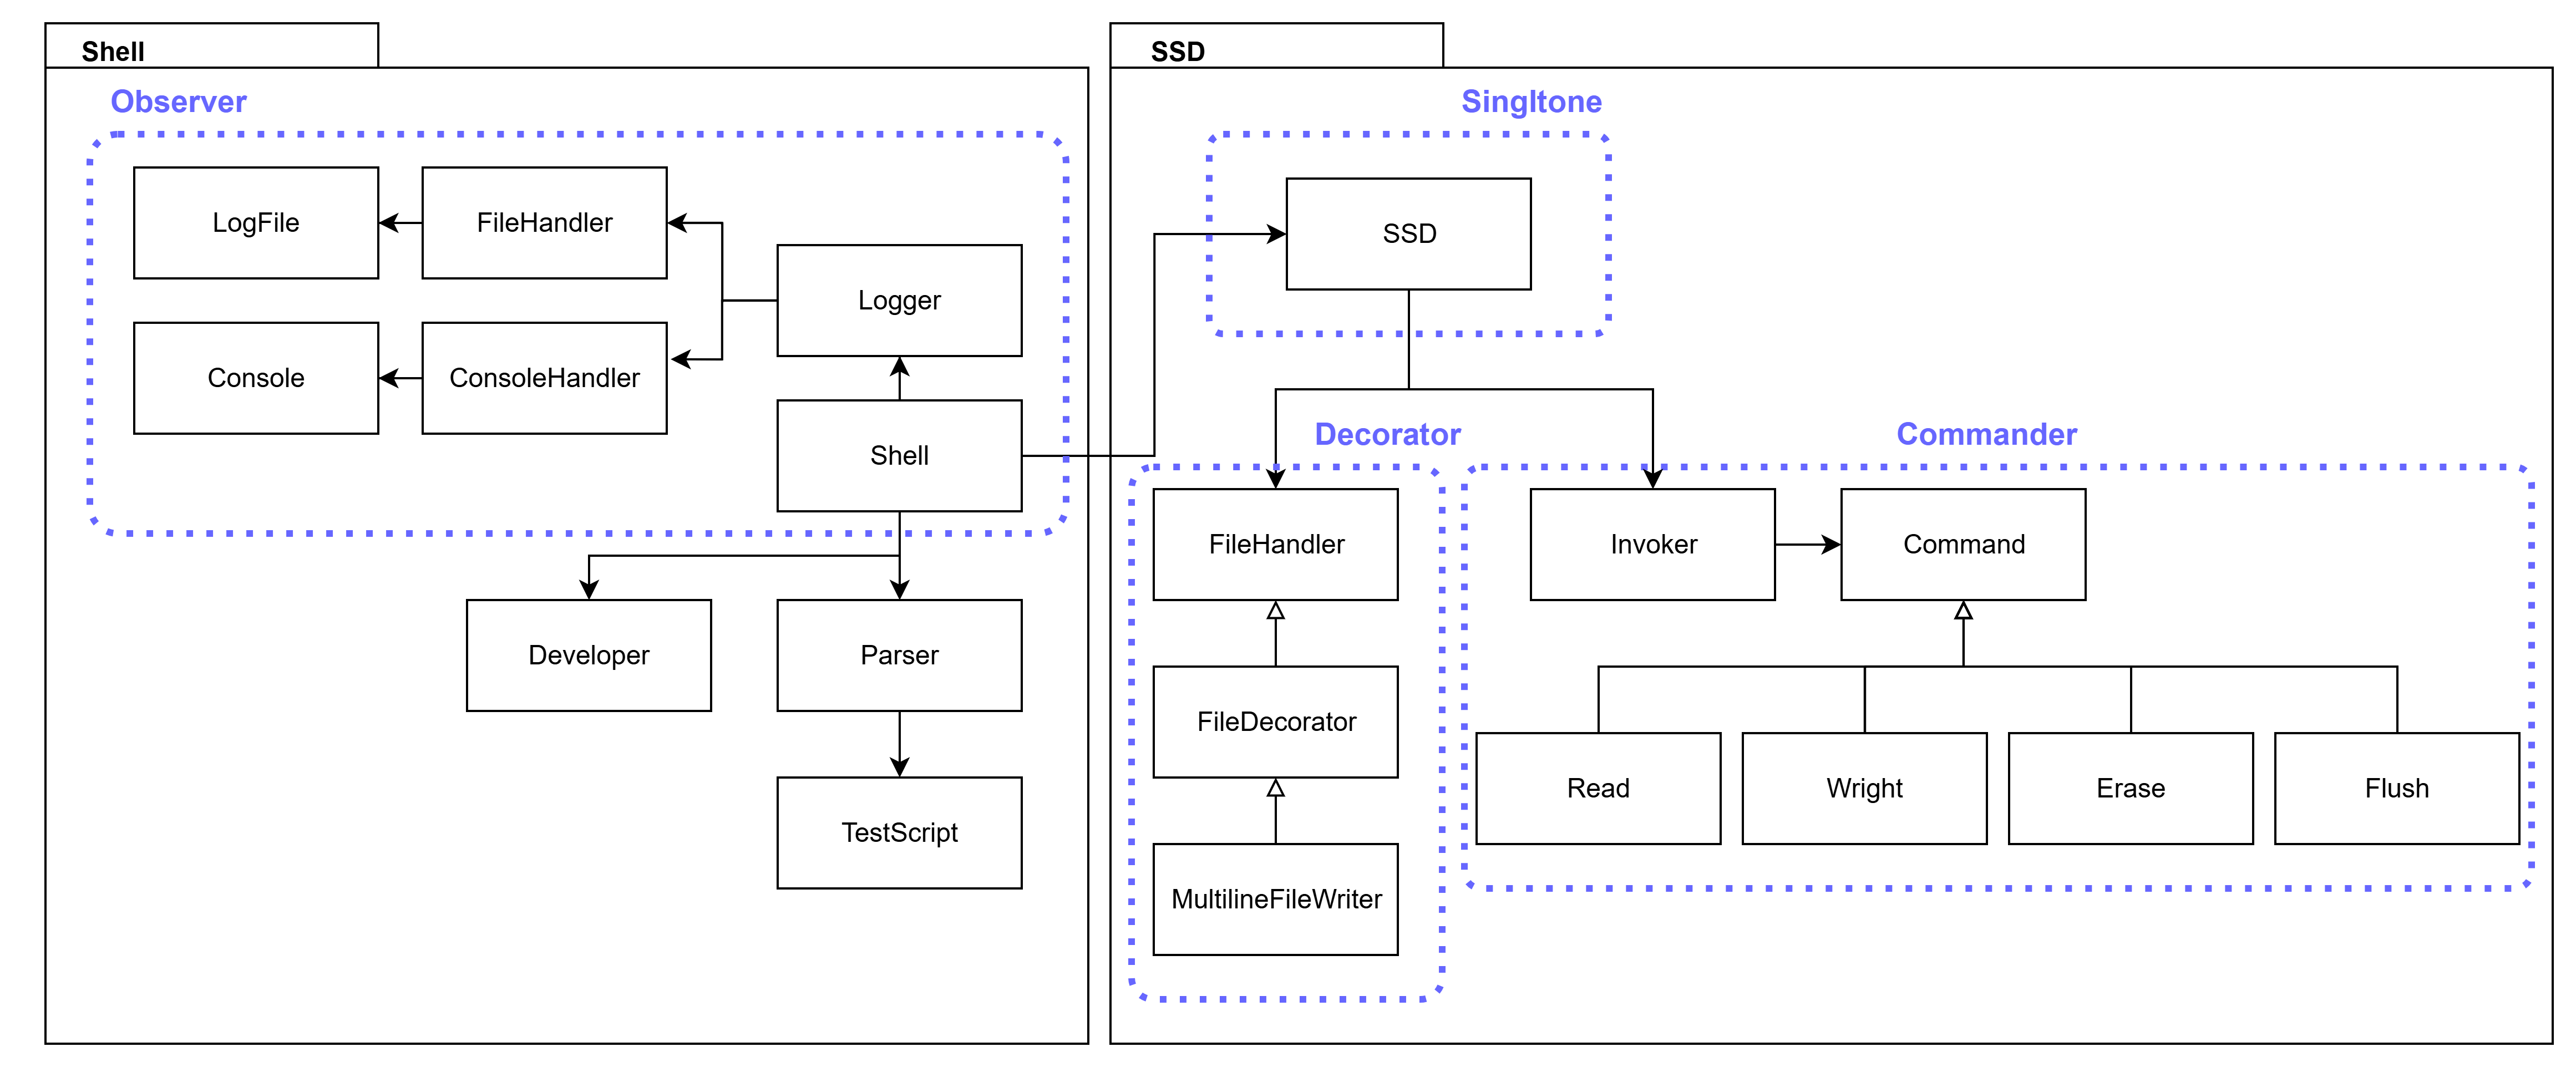 Shell
Observer
LogFile
FileHandler
Logger
Console
ConsoleHandler
Shell
Developer
Parser
TestScript
SSD
Singltone
SSD
Decorator
Commander
FileHandler
Invoker
Command
FileDecorator
Read
Wright
Erase
Flush
MultilineFileWriter